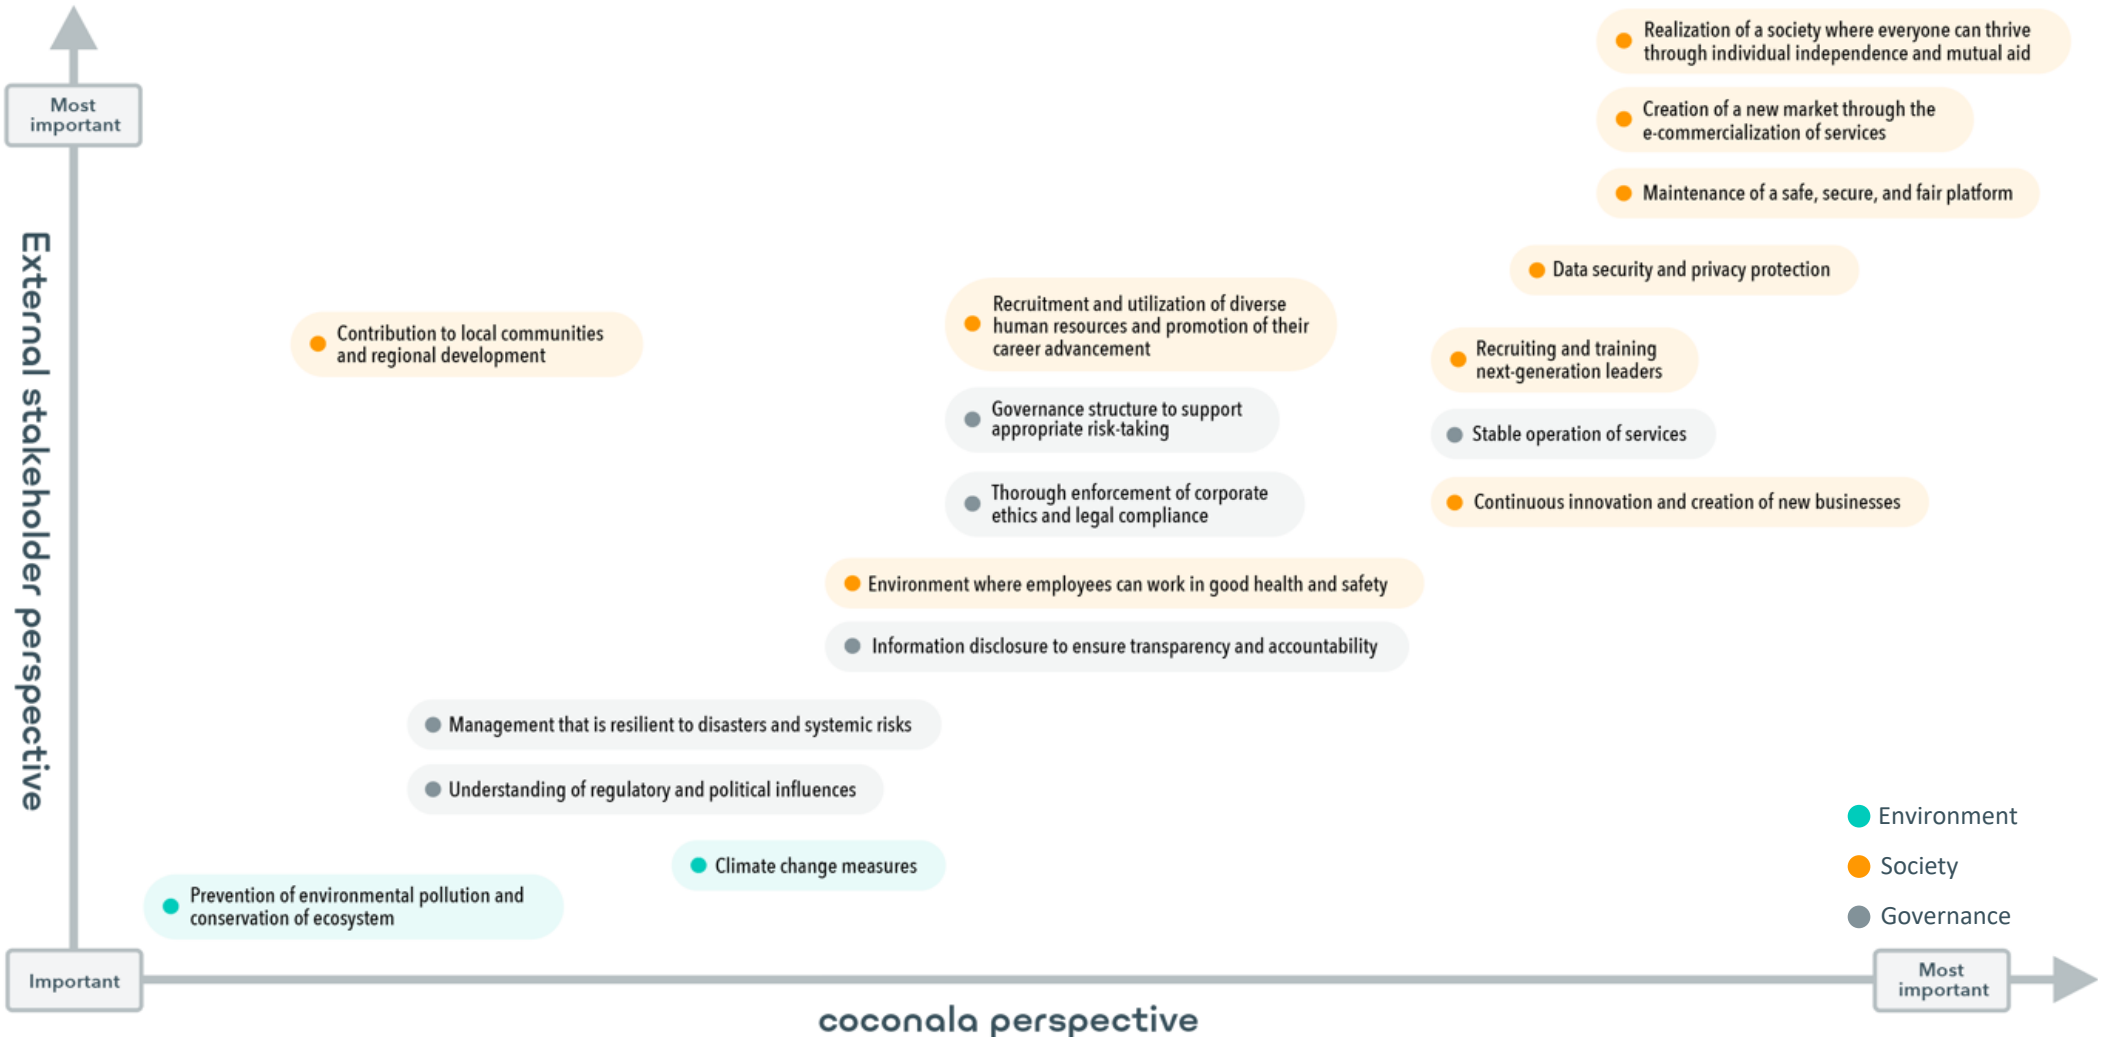 Most
important
External stakeholder perspective
Realization of a society where everyone can thrive
through individual independence and mutual aid
Creation of a new market through the
e-commercialization of services
Maintenance of a safe, secure, and fair platform
Data security and privacy protection
Contribution to local communities
and regional development
Recruitment and utilization of diverse
human resources and promotion of their
career advancement
Recruiting and training
next-generation leaders
Governance structure to support
appropriate risk-taking
Stable operation of services
Thorough enforcement of corporate
ethics and legal compliance
Continuous innovation and creation of new businesses
Environment where employees can work in good health and safety
Information disclosure to ensure transparency and accountability
Management that is resilient to disasters and systemic risks
Understanding of regulatory and political influences
Climate change measures
Prevention of environmental pollution and
conservation of ecosystem
Environment
Society
Governance
Important
Most
important
coconala perspective